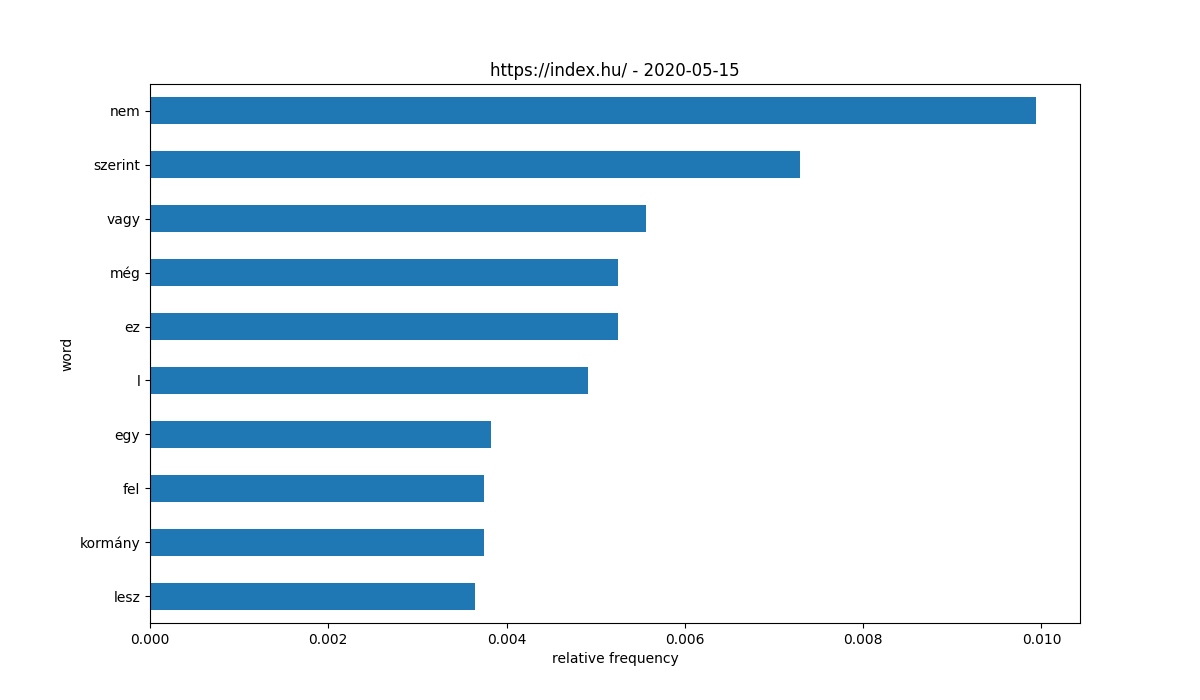 https://index.hu/ - 2020-05-15
nem
szerint
vagy
még
ez
l
egy
fel
kormány
lesz
word
0.000 0.002 0.004 0.006 0.008 0.010
relative frequency